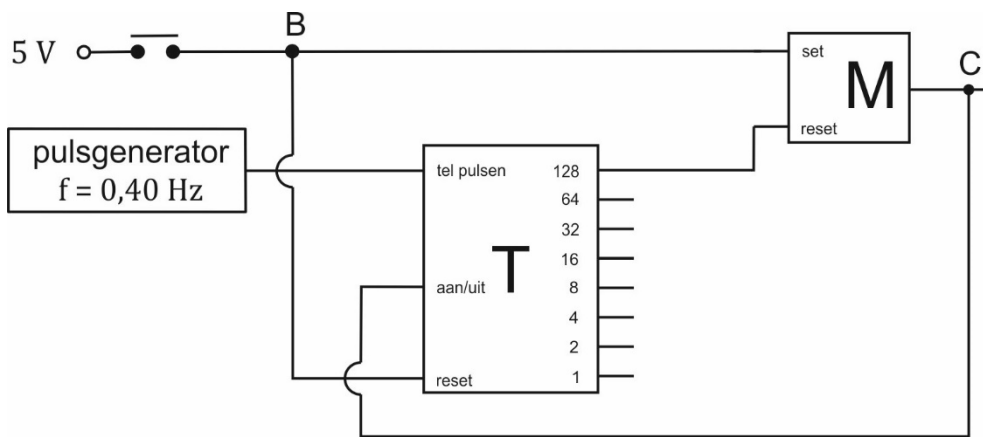 B
5 V
set
M
C
reset
pulsgenerator
f = 0,40 Hz
tel pulsen
128
64
32
16
T
aan/uit
8
4
2
reset
1